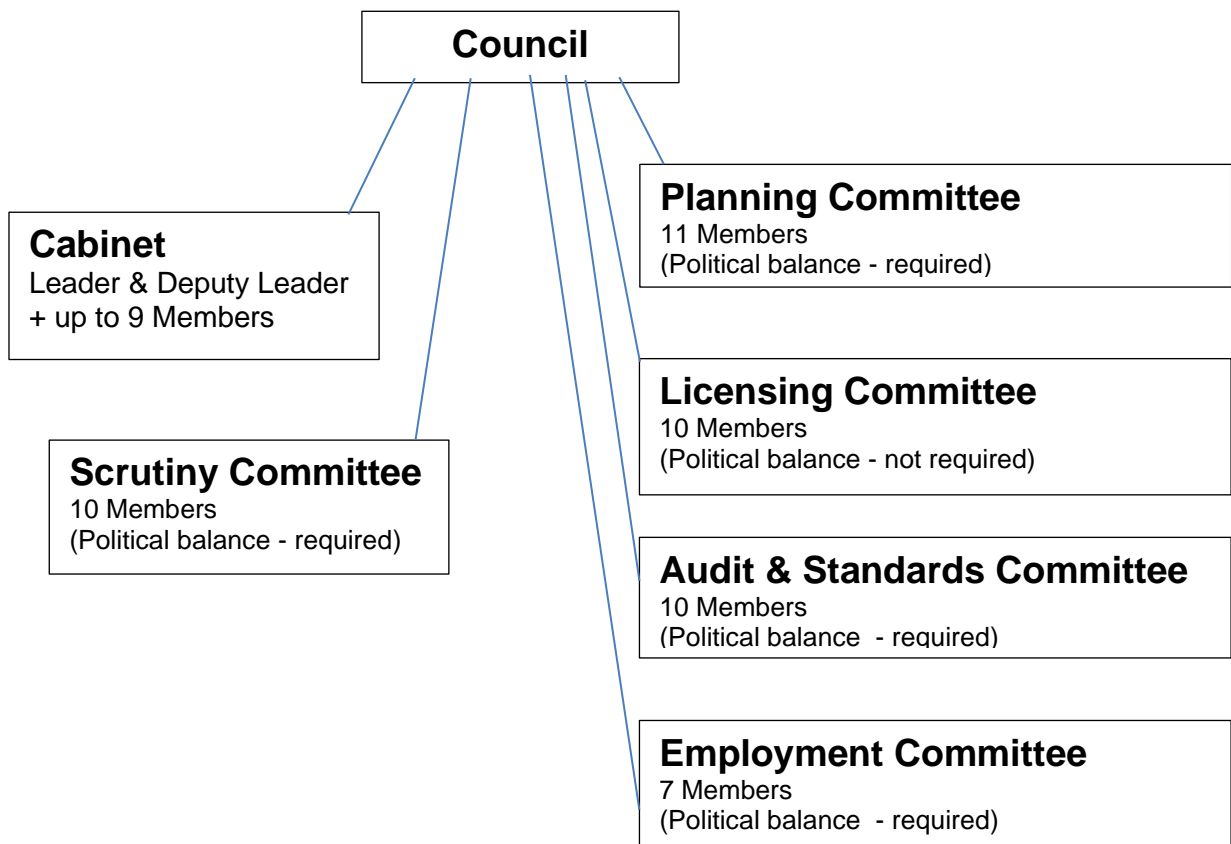 Council
Cabinet
Leader & Deputy Leader
+ up to 9 Members
Scrutiny Committee
10 Members
(Political balance - required)
Planning Committee
11 Members
(Political balance - required)
Licensing Committee
10 Members
(Political balance - not required)
Audit & Standards Committee
10 Members
(Political balance  - required)
Employment Committee
7 Members
(Political balance  - required)